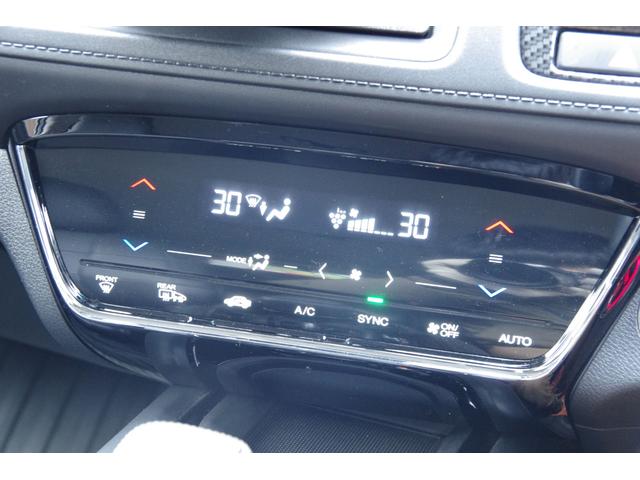 30 30
MODE
FRONT REAR A/C SYNC ON/OFF AUTO